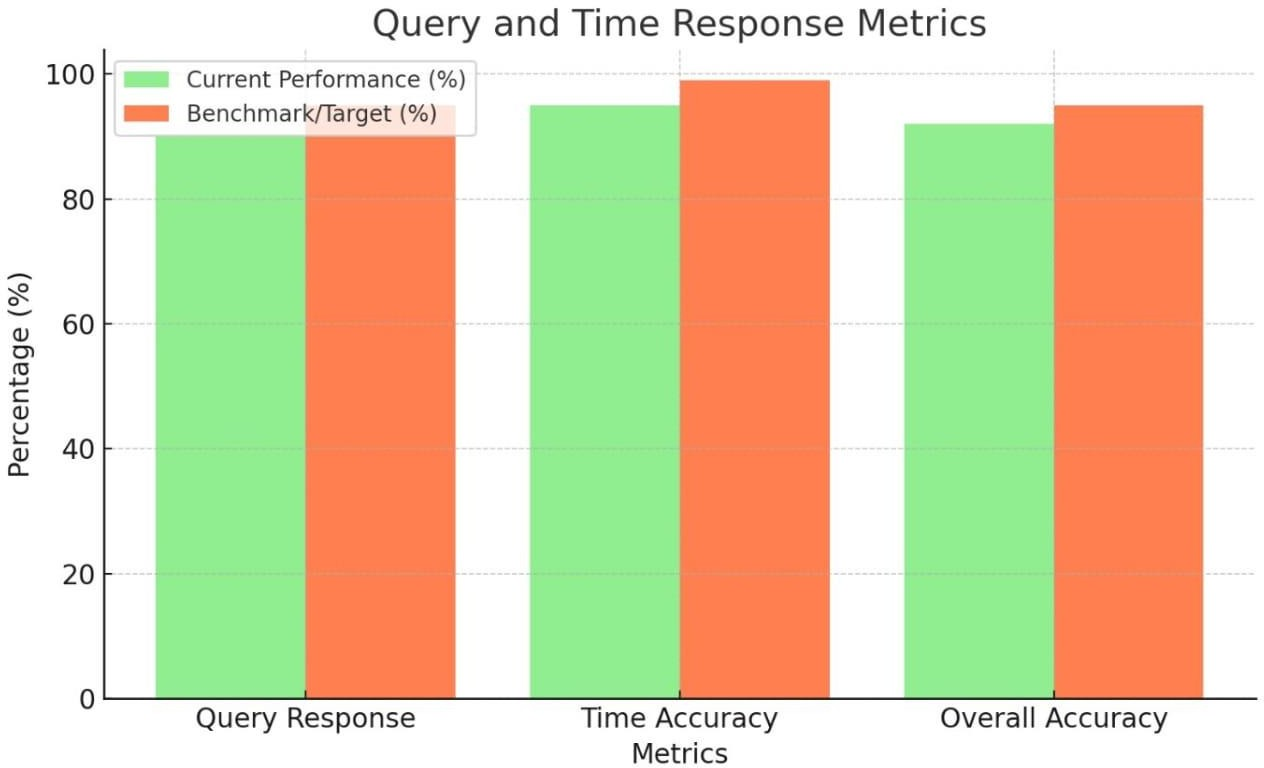 Query and Time Response Metrics
Current Performance (%)
Benchmark/Target (%)
100
80
60
40
20
0
Percentage (%)
Query Response
Time Accuracy
Overall Accuracy
Metrics